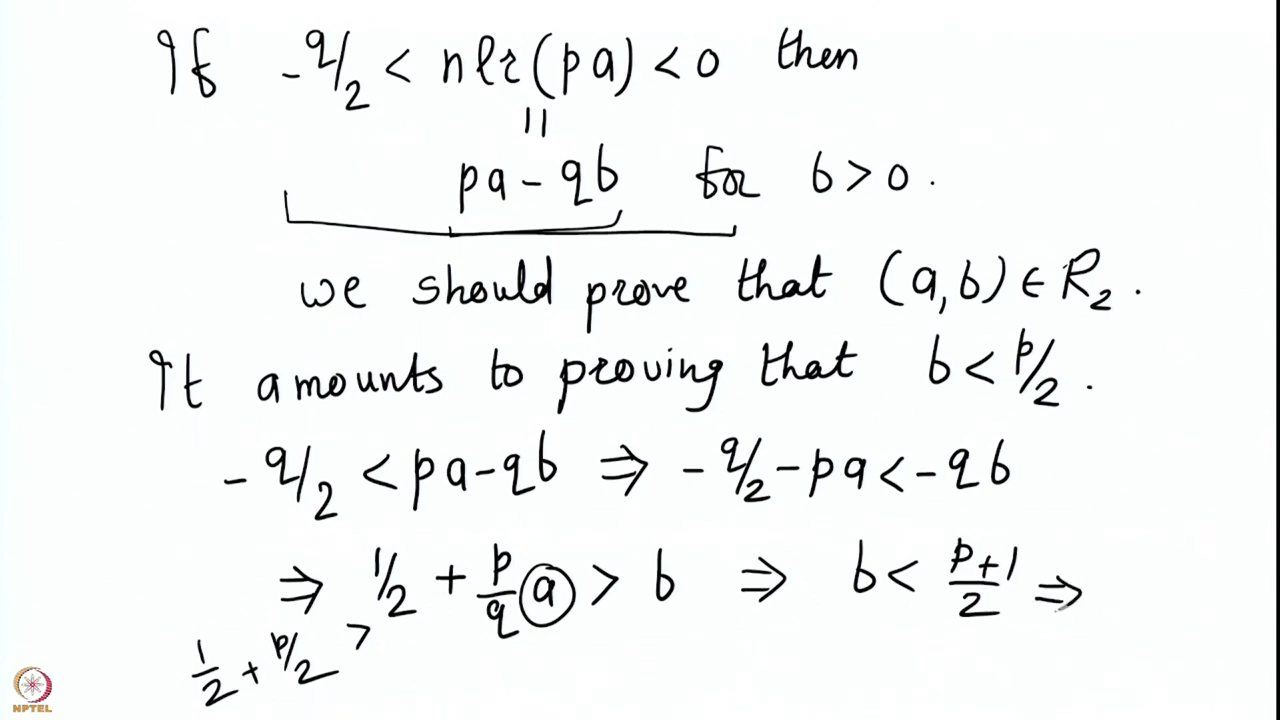 If -q/2 < nlr(pa) < 0 then
||
pa - qb for b > 0.
we should prove that (a,b) ∈ R₂.
It amounts to proving that b < p/2.
-q/2 < pa - qb ⇒ -q/2 - pa < -qb
⇒ 1/2 + p/q a > b ⇒ b < (p+1)/2 ⇒
1/2 + p/2 >
NPTEL